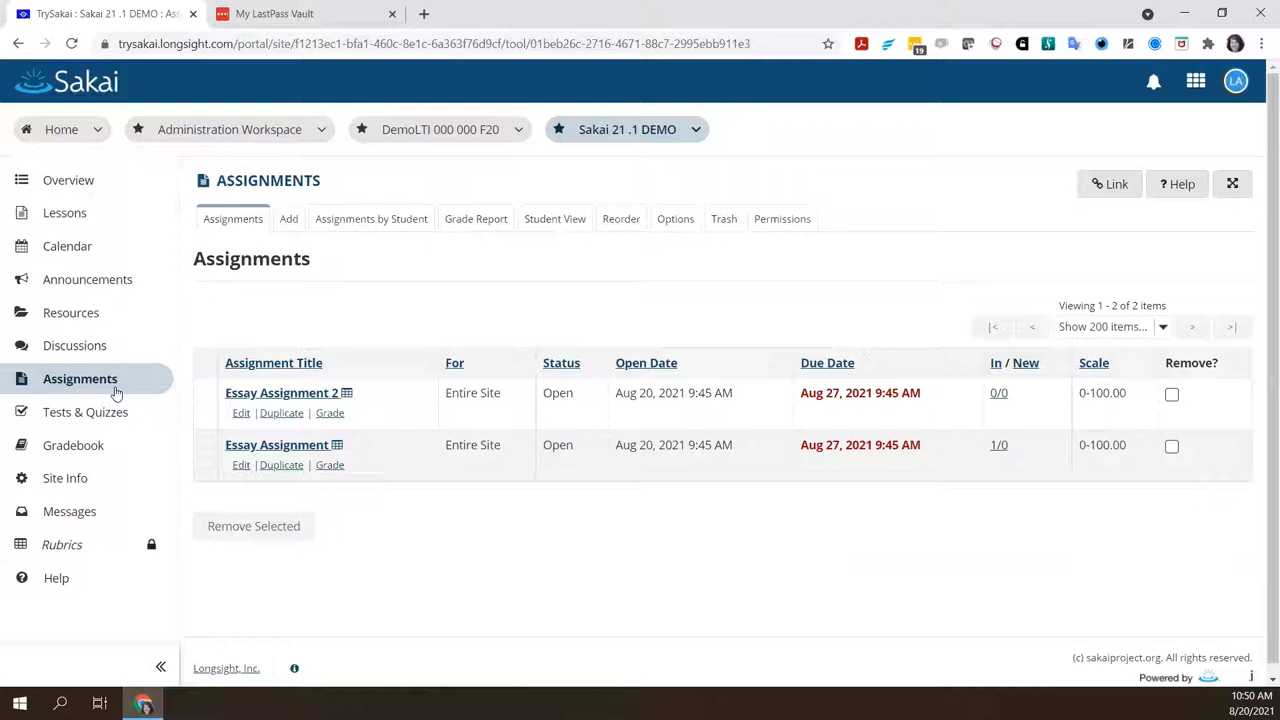 TrySakai : Sakai 21 .1 DEMO : Ass
My LastPass Vault
trysakai.longsight.com/portal/site/f1213ec1-bfa1-460c-8e1c-6a363f7669cf/tool/01beb26c-2716-4671-88c7-2995ebb911e3
19
Sakai
LA
Home
Administration Workspace
DemoLTI 000 000 F20
Sakai 21 .1 DEMO
Overview
Lessons
Calendar
Announcements
Resources
Discussions
Assignments
Tests & Quizzes
Gradebook
Site Info
Messages
Rubrics
Help
ASSIGNMENTS
Link
? Help
Assignments
Add
Assignments by Student
Grade Report
Student View
Reorder
Options
Trash
Permissions
Assignments
Viewing 1 - 2 of 2 items
|<
<
Show 200 items...
>
>|
Assignment Title For Status Open Date Due Date In / New Scale Remove?
Essay Assignment 2 Entire Site Open Aug 20, 2021 9:45 AM Aug 27, 2021 9:45 AM 0/0 0-100.00
Edit | Duplicate | Grade
Essay Assignment Entire Site Open Aug 20, 2021 9:45 AM Aug 27, 2021 9:45 AM 1/0 0-100.00
Edit | Duplicate | Grade
Remove Selected
Longsight, Inc.
(c) sakaiproject.org. All rights reserved.
Powered by
10:50 AM
8/20/2021